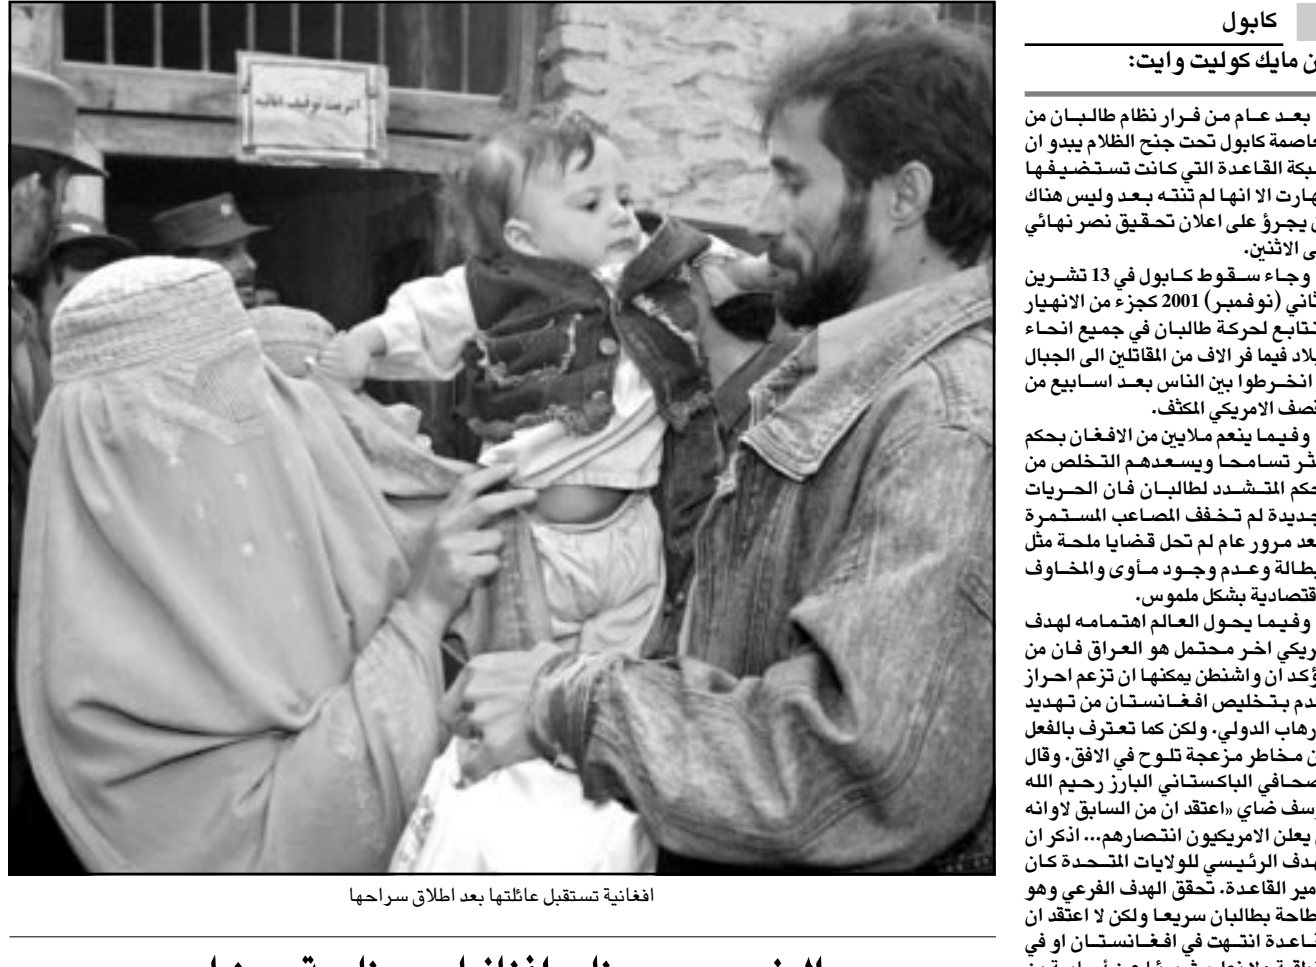 كابول
ن مايك كوليت وايت:
بعد عام من فرار نظام طالبان من
عاصمة كابول تحت جنح الظلام يبدو ان
بكة القاعدة التي كانت تستضيفها
هارت الا انها لم تنته بعد وليس هناك
ن يجرؤ على اعلان تحقيق نصر نهائي
ى الاثنين.
وجاء سقوط كابول في 13 تشرين
ثاني (نوفمبر) 2001 كجزء من الانهيار
تتابع لحركة طالبان في جميع انحاء
بلاد فيما فر الاف من المقاتلين الى الجبال
انخرطوا بين الناس بعد اسابيع من
قصف الامريكي المكثف.
وفيما ينعم ملايين من الافغان بحكم
ثر تسامحا ويسعدهم التخلص من
حكم المتشدد لطالبان فان الحريات
جديدة لم تخفف المصاعب المستمرة
عد مرور عام لم تحل قضايا ملحة مثل
بطالة وعدم وجود مأوى والمخاوف
قتصادية بشكل ملموس.
وفيما يحول العالم اهتمامه لهدف
ريكي اخر محتمل هو العراق فان من
ؤكد ان واشنطن يمكنها ان تزعم احراز
دم بتخليص افغانستان من تهديد
رهاب الدولي. ولكن كما تعترف بالفعل
ن مخاطر مزعجة تلوح في الافق. وقال
صحافي الباكستاني البارز رحيم الله
وسف ضاي «اعتقد ان من السابق لاوانه
ن يعلن الامريكيون انتصارهم... اذكر ان
هدف الرئيسي للولايات المتحدة كان
مير القاعدة. تحقق الهدف الفرعي وهو
طاحة بطالبان سريعا ولكن لا اعتقد ان
قاعدة انتهت في افغانستان او في
افغانية تستقبل عائلتها بعد اطلاق سراحها